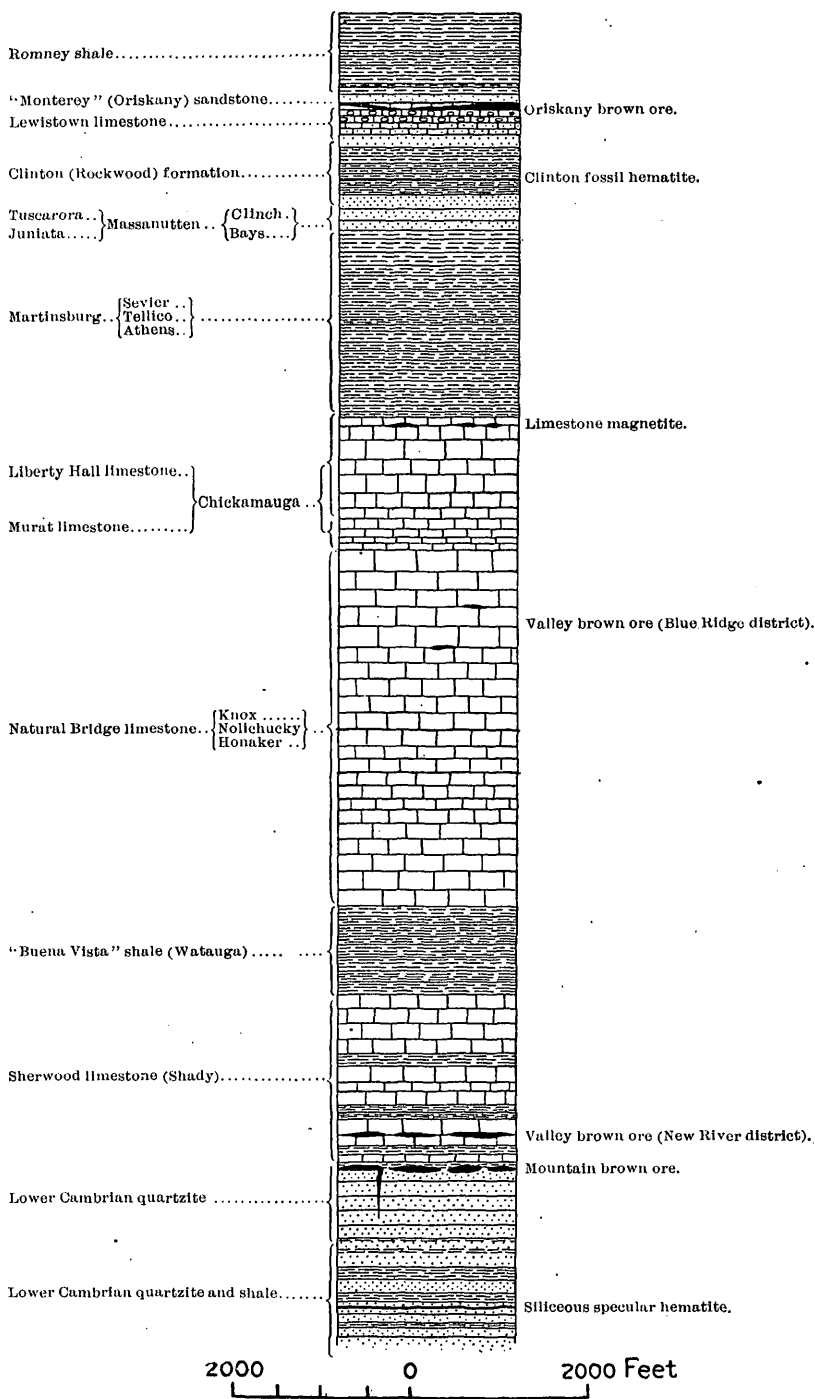 Romney shale
"Monterey" (Oriskany) sandstone
Oriskany brown ore.
Lewistown limestone
Clinton (Rockwood) formation
Clinton fossil hematite.
Tuscarora..
Juniata.....
Massanutten ..
Clinch .
Bays....
Martinsburg..
Sevier ..
Tellico..
Athens..
Limestone magnetite.
Liberty Hall limestone..
Chickamauga ..
Murat limestone.........
Valley brown ore (Blue Ridge district).
Natural Bridge limestone..
Knox ......
Nolichucky
Honaker ..
"Buena Vista" shale (Watauga)
Sherwood limestone (Shady)
Valley brown ore (New River district).
Mountain brown ore.
Lower Cambrian quartzite
Lower Cambrian quartzite and shale
Siliceous specular hematite.
2000 0 2000 Feet